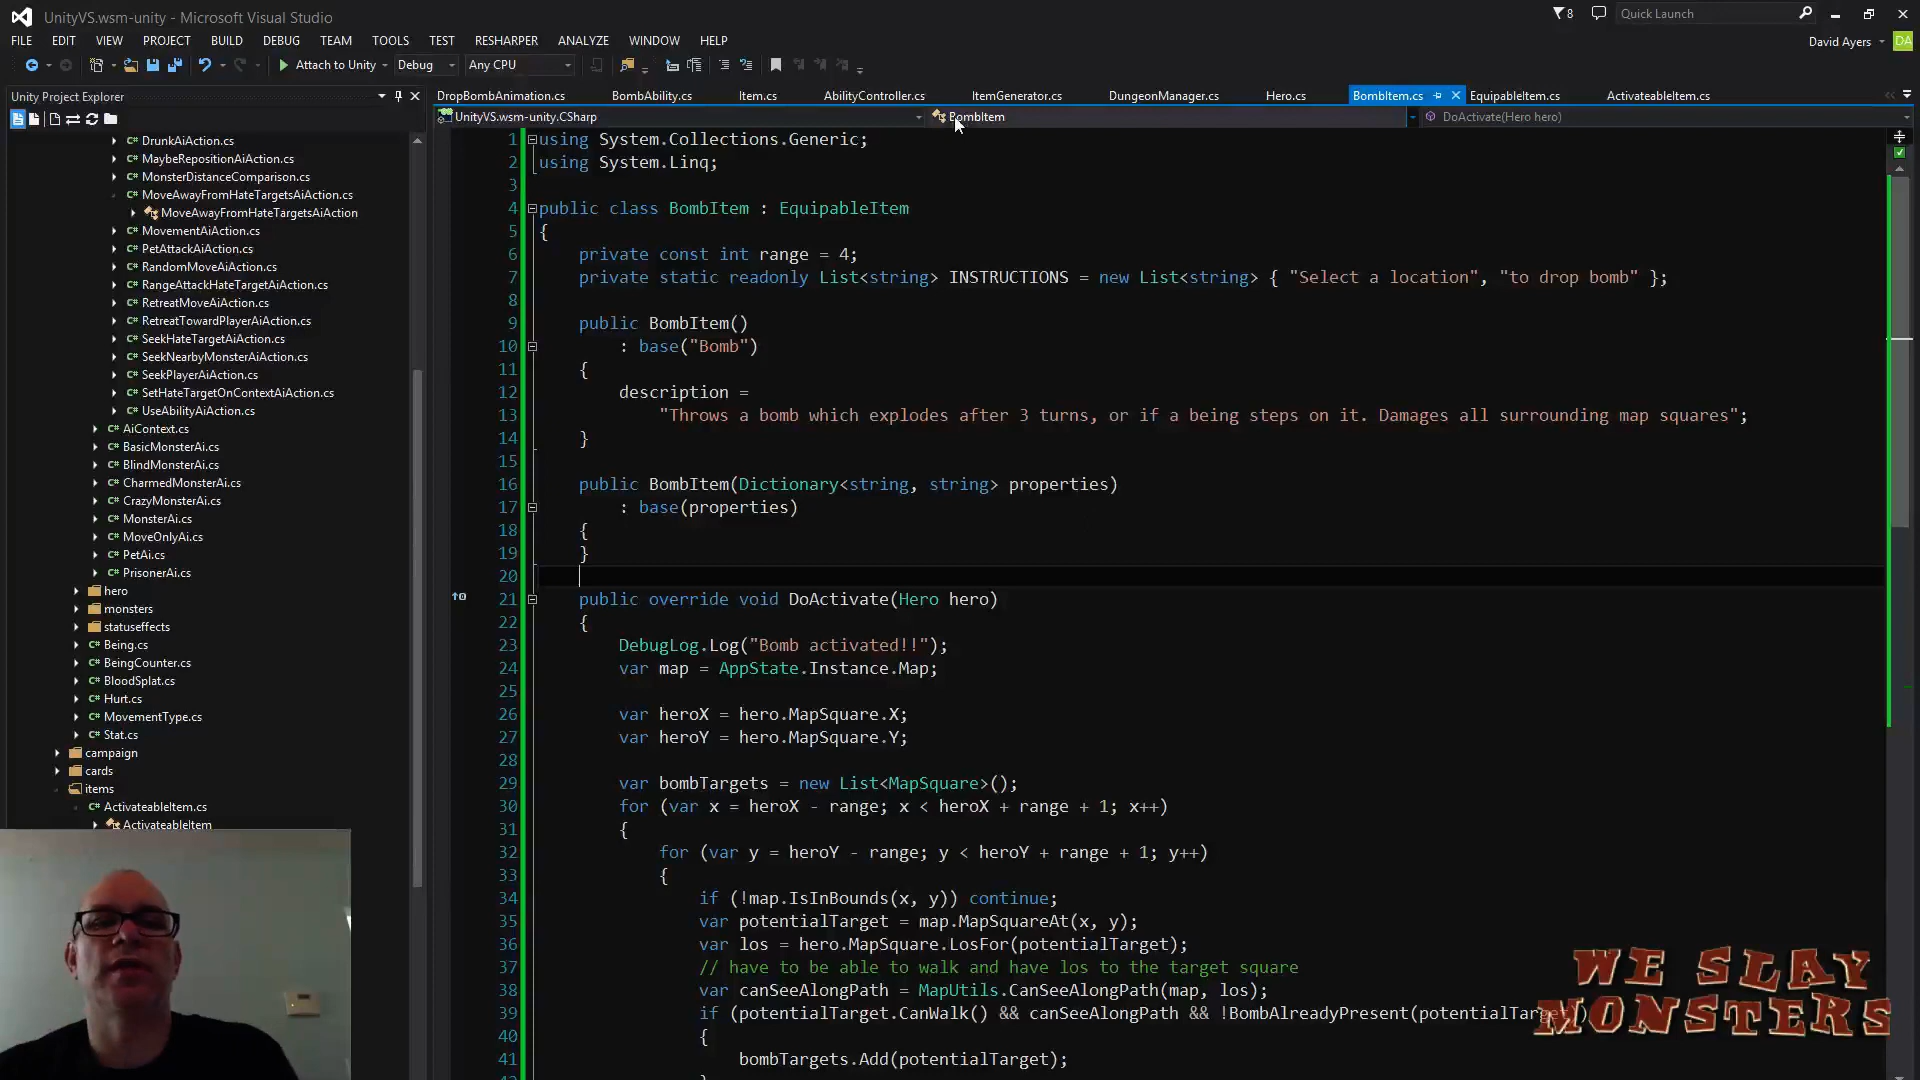 UnityVS.wsm-unity - Microsoft Visual Studio
8
Quick Launch
FILE EDIT VIEW PROJECT BUILD DEBUG TEAM TOOLS TEST RESHARPER ANALYZE WINDOW HELP
David Ayers
DA
Attach to Unity Debug Any CPU
Unity Project Explorer
DropBombAnimation.cs BombAbility.cs Item.cs AbilityController.cs ItemGenerator.cs DungeonManager.cs Hero.cs BombItem.cs EquipableItem.cs ActivateableItem.cs
UnityVS.wsm-unity.CSharp BombItem DoActivate(Hero hero)
DrunkAiAction.cs
MaybeRepositionAiAction.cs
MonsterDistanceComparison.cs
MoveAwayFromHateTargetsAiAction.cs
MoveAwayFromHateTargetsAiAction
MovementAiAction.cs
PetAttackAiAction.cs
RandomMoveAiAction.cs
RangeAttackHateTargetAiAction.cs
RetreatMoveAiAction.cs
RetreatTowardPlayerAiAction.cs
SeekHateTargetAiAction.cs
SeekNearbyMonsterAiAction.cs
SeekPlayerAiAction.cs
SetHateTargetOnContextAiAction.cs
UseAbilityAiAction.cs
AiContext.cs
BasicMonsterAi.cs
BlindMonsterAi.cs
CharmedMonsterAi.cs
CrazyMonsterAi.cs
MonsterAi.cs
MoveOnlyAi.cs
PetAi.cs
PrisonerAi.cs
hero
monsters
statuseffects
Being.cs
BeingCounter.cs
BloodSplat.cs
Hurt.cs
MovementType.cs
Stat.cs
campaign
cards
items
ActivateableItem.cs
ActivateableItem
1 using System.Collections.Generic;
2 using System.Linq;
3
4 public class BombItem : EquipableItem
5 {
6 private const int range = 4;
7 private static readonly List<string> INSTRUCTIONS = new List<string> { "Select a location", "to drop bomb" };
8
9 public BombItem()
10 : base("Bomb")
11 {
12 description =
13 "Throws a bomb which explodes after 3 turns, or if a being steps on it. Damages all surrounding map squares";
14 }
15
16 public BombItem(Dictionary<string, string> properties)
17 : base(properties)
18 {
19 }
20
21 public override void DoActivate(Hero hero)
22 {
23 DebugLog.Log("Bomb activated!!");
24 var map = AppState.Instance.Map;
25
26 var heroX = hero.MapSquare.X;
27 var heroY = hero.MapSquare.Y;
28
29 var bombTargets = new List<MapSquare>();
30 for (var x = heroX - range; x < heroX + range + 1; x++)
31 {
32 for (var y = heroY - range; y < heroY + range + 1; y++)
33 {
34 if (!map.IsInBounds(x, y)) continue;
35 var potentialTarget = map.MapSquareAt(x, y);
36 var los = hero.MapSquare.LosFor(potentialTarget);
37 // have to be able to walk and have los to the target square
38 var canSeeAlongPath = MapUtils.CanSeeAlongPath(map, los);
39 if (potentialTarget.CanWalk() && canSeeAlongPath && !BombAlreadyPresent(potentialTarget))
40 {
41 bombTargets.Add(potentialTarget);
WE SLAY
MONSTERS